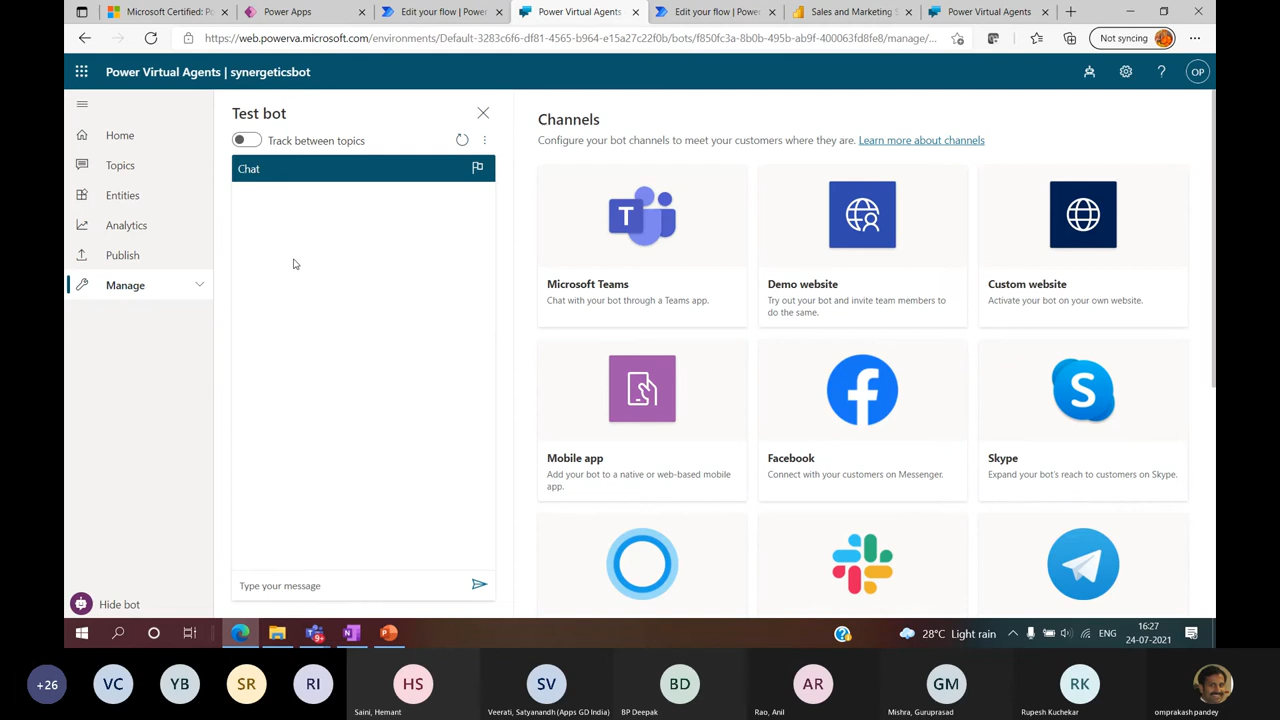 Microsoft Certified: Po
Power Apps
Edit your flow | Power
Power Virtual Agents
Edit your flow | Power
Sales and Marketing S
Power Virtual Agents
https://web.powerva.microsoft.com/environments/Default-3283c6f6-df81-4565-b964-e15a27c22f0b/bots/f850fc3a-8b0b-495b-ab9f-400063fd8fe8/manage/...
Not syncing
Power Virtual Agents | synergeticsbot
OP
Home
Topics
Entities
Analytics
Publish
Manage
Hide bot
Test bot
Track between topics
Chat
Type your message
Channels
Configure your bot channels to meet your customers where they are. Learn more about channels
Microsoft Teams
Chat with your bot through a Teams app.
Demo website
Try out your bot and invite team members to
do the same.
Custom website
Activate your bot on your own website.
Mobile app
Add your bot to a native or web-based mobile
app.
Facebook
Connect with your customers on Messenger.
Skype
Expand your bot's reach to customers on Skype.
28°C Light rain
ENG
16:27
24-07-2021
+26
VC
YB
SR
RI
HS
Saini, Hemant
SV
Veerati, Satyanandh (Apps GD India)
BD
BP Deepak
AR
Rao, Anil
GM
Mishra, Guruprasad
RK
Rupesh Kuchekar
omprakash pandey